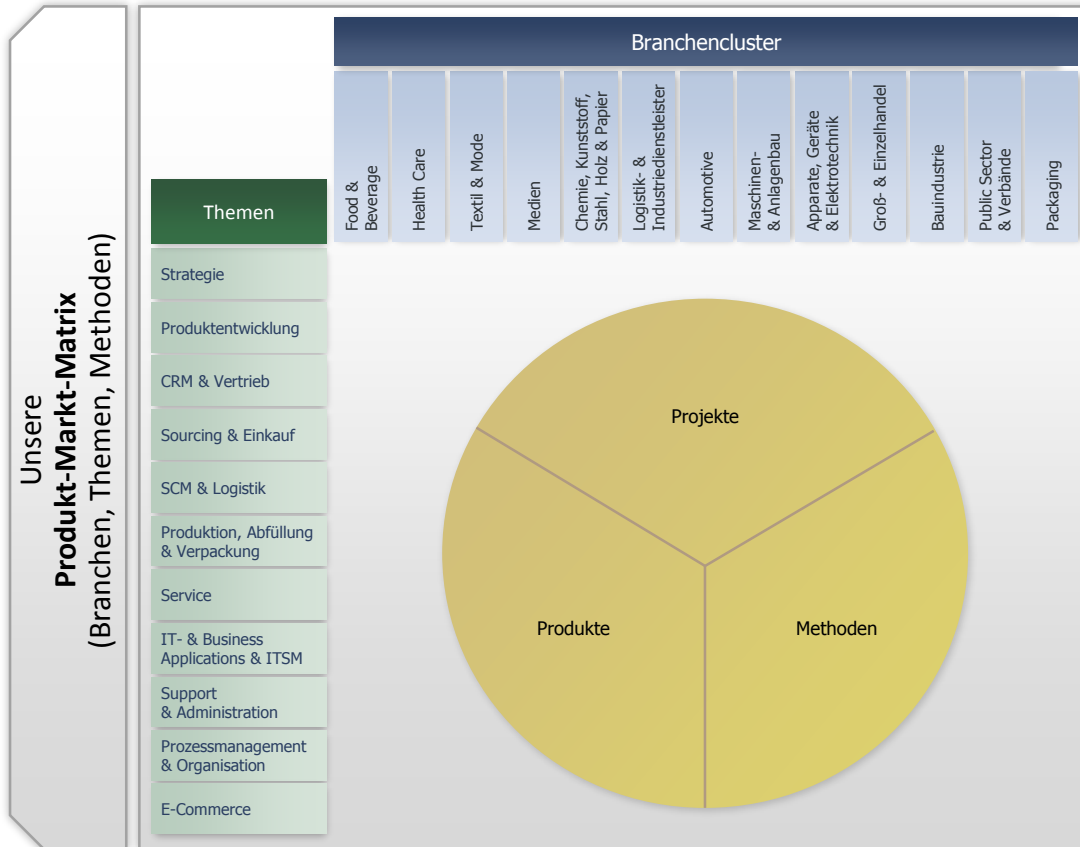 Unsere
Produkt-Markt-Matrix
(Branchen, Themen, Methoden)
Branchencluster
Food &
Beverage
Health Care
Textil & Mode
Medien
Chemie, Kunststoff,
Stahl, Holz & Papier
Logistik- &
Industriedienstleister
Automotive
Maschinen-
& Anlagenbau
Apparate, Geräte
& Elektrotechnik
Groß- & Einzelhandel
Bauindustrie
Public Sector
& Verbände
Packaging
Themen
Strategie
Produktentwicklung
CRM & Vertrieb
Sourcing & Einkauf
SCM & Logistik
Produktion, Abfüllung
& Verpackung
Service
IT- & Business
Applications & ITSM
Support
& Administration
Prozessmanagement
& Organisation
E-Commerce
Projekte
Produkte
Methoden